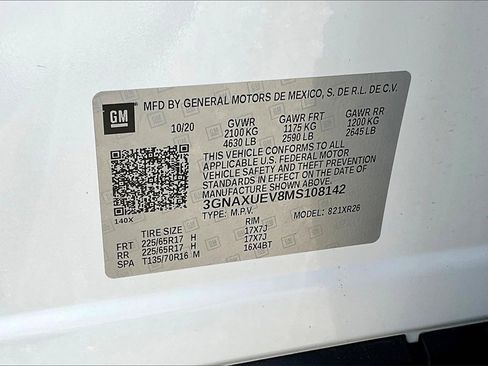 GM
MFD BY GENERAL MOTORS DE MEXICO, S. DE R.L. DE C.V.
10/20 GVWR GAWR FRT GAWR RR
2100 KG 1175 KG 1200 KG
4630 LB 2590 LB 2645 LB
THIS VEHICLE CONFORMS TO ALL
APPLICABLE U.S. FEDERAL MOTOR
VEHICLE SAFETY AND THEFT PREVENTION
STANDARDS IN EFFECT ON THE DATE OF
MANUFACTURE SHOWN ABOVE.
3GNAXUEV8MS108142
140X
TYPE: M.P.V. MODEL: 821XR26
TIRE SIZE RIM
FRT 225/65R17 H 17X7J
RR 225/65R17 H 17X7J
SPA T135/70R16 M 16X4BT